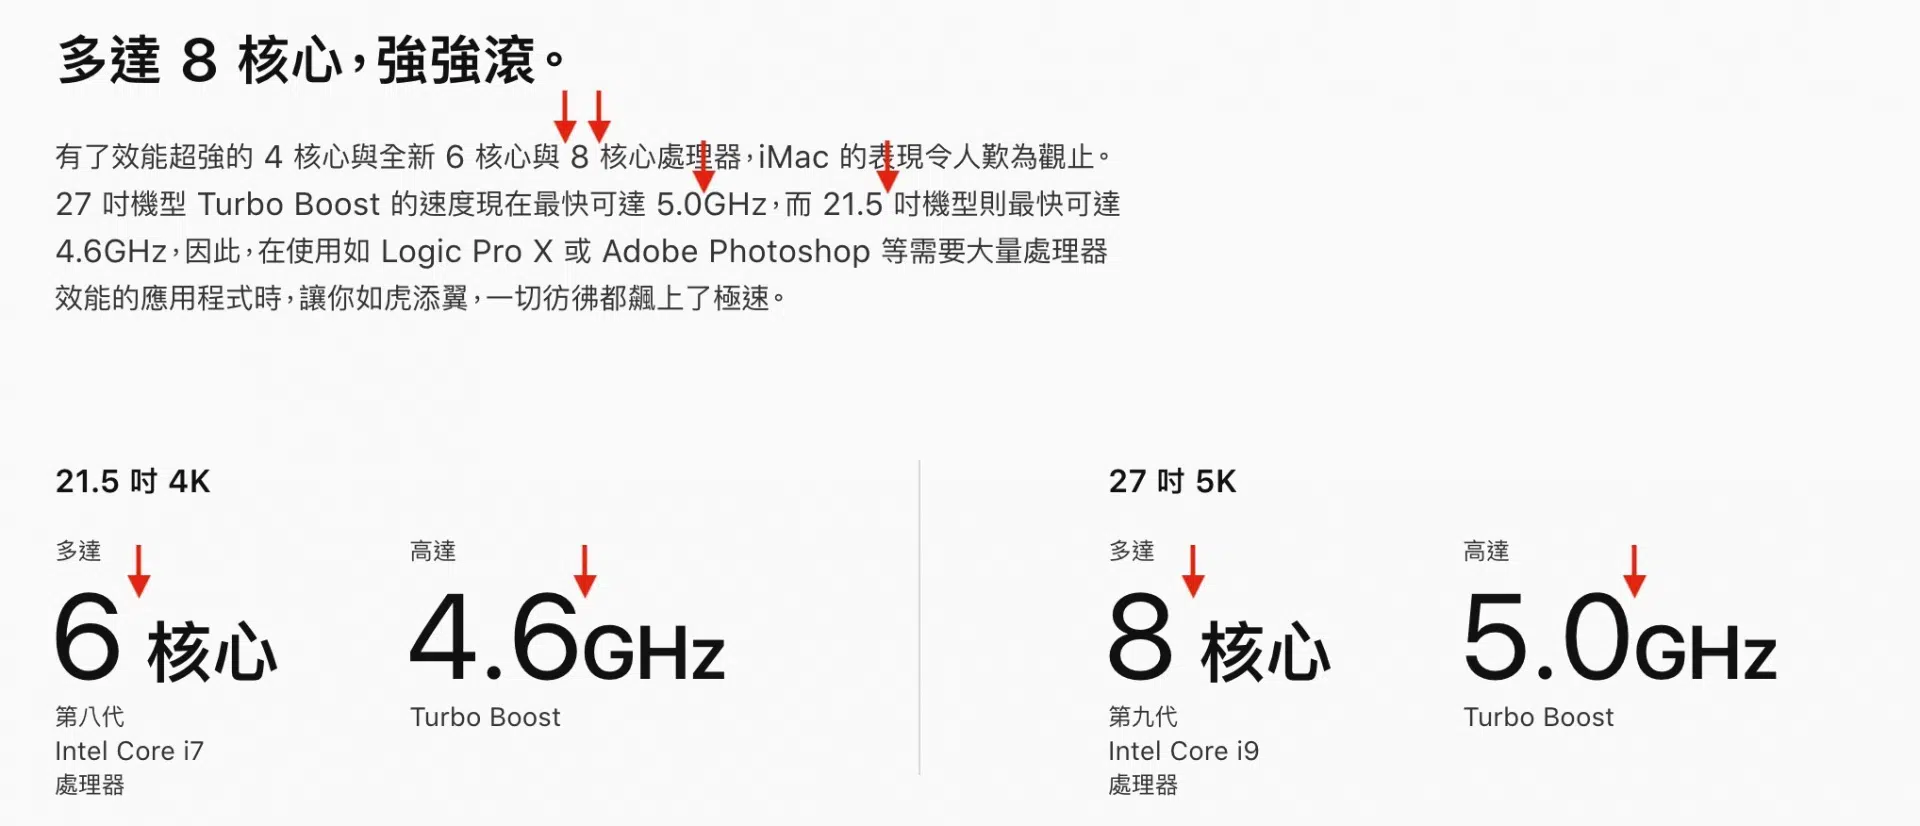 多達 8 核心，強強滾。
有了效能超強的 4 核心與全新 6 核心與 8 核心處理器，iMac 的表現令人歎為觀止。
27 吋機型 Turbo Boost 的速度現在最快可達 5.0GHz，而 21.5 吋機型則最快可達
4.6GHz，因此，在使用如 Logic Pro X 或 Adobe Photoshop 等需要大量處理器
效能的應用程式時，讓你如虎添翼，一切彷彿都飆上了極速。
21.5 吋 4K
多達
6 核心
第八代
Intel Core i7
處理器
高達
4.6GHz
Turbo Boost
27 吋 5K
多達
8 核心
第九代
Intel Core i9
處理器
高達
5.0GHz
Turbo Boost